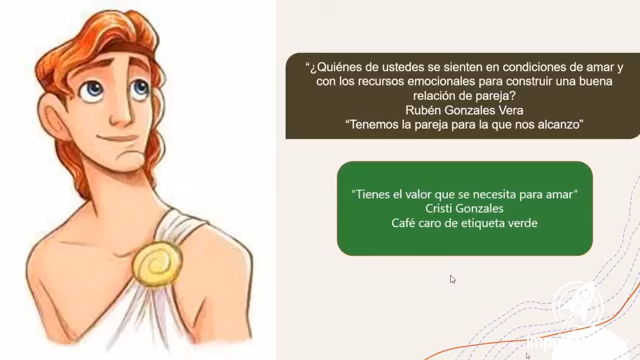 “¿Quiénes de ustedes se sienten en condiciones de amar y
con los recursos emocionales para construir una buena
relación de pareja?
Rubén Gonzales Vera
“Tenemos la pareja para la que nos alcanzo”
“Tienes el valor que se necesita para amar”
Cristi Gonzales
Café caro de etiqueta verde